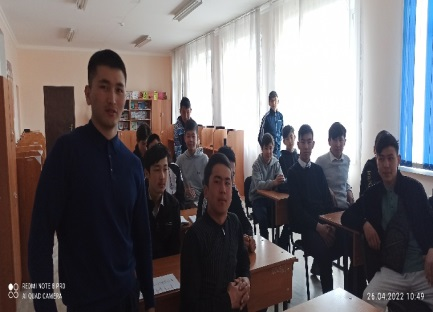 REDMI NOTE 8 PRO
AI QUAD CAMERA
26.04.2022 10:49